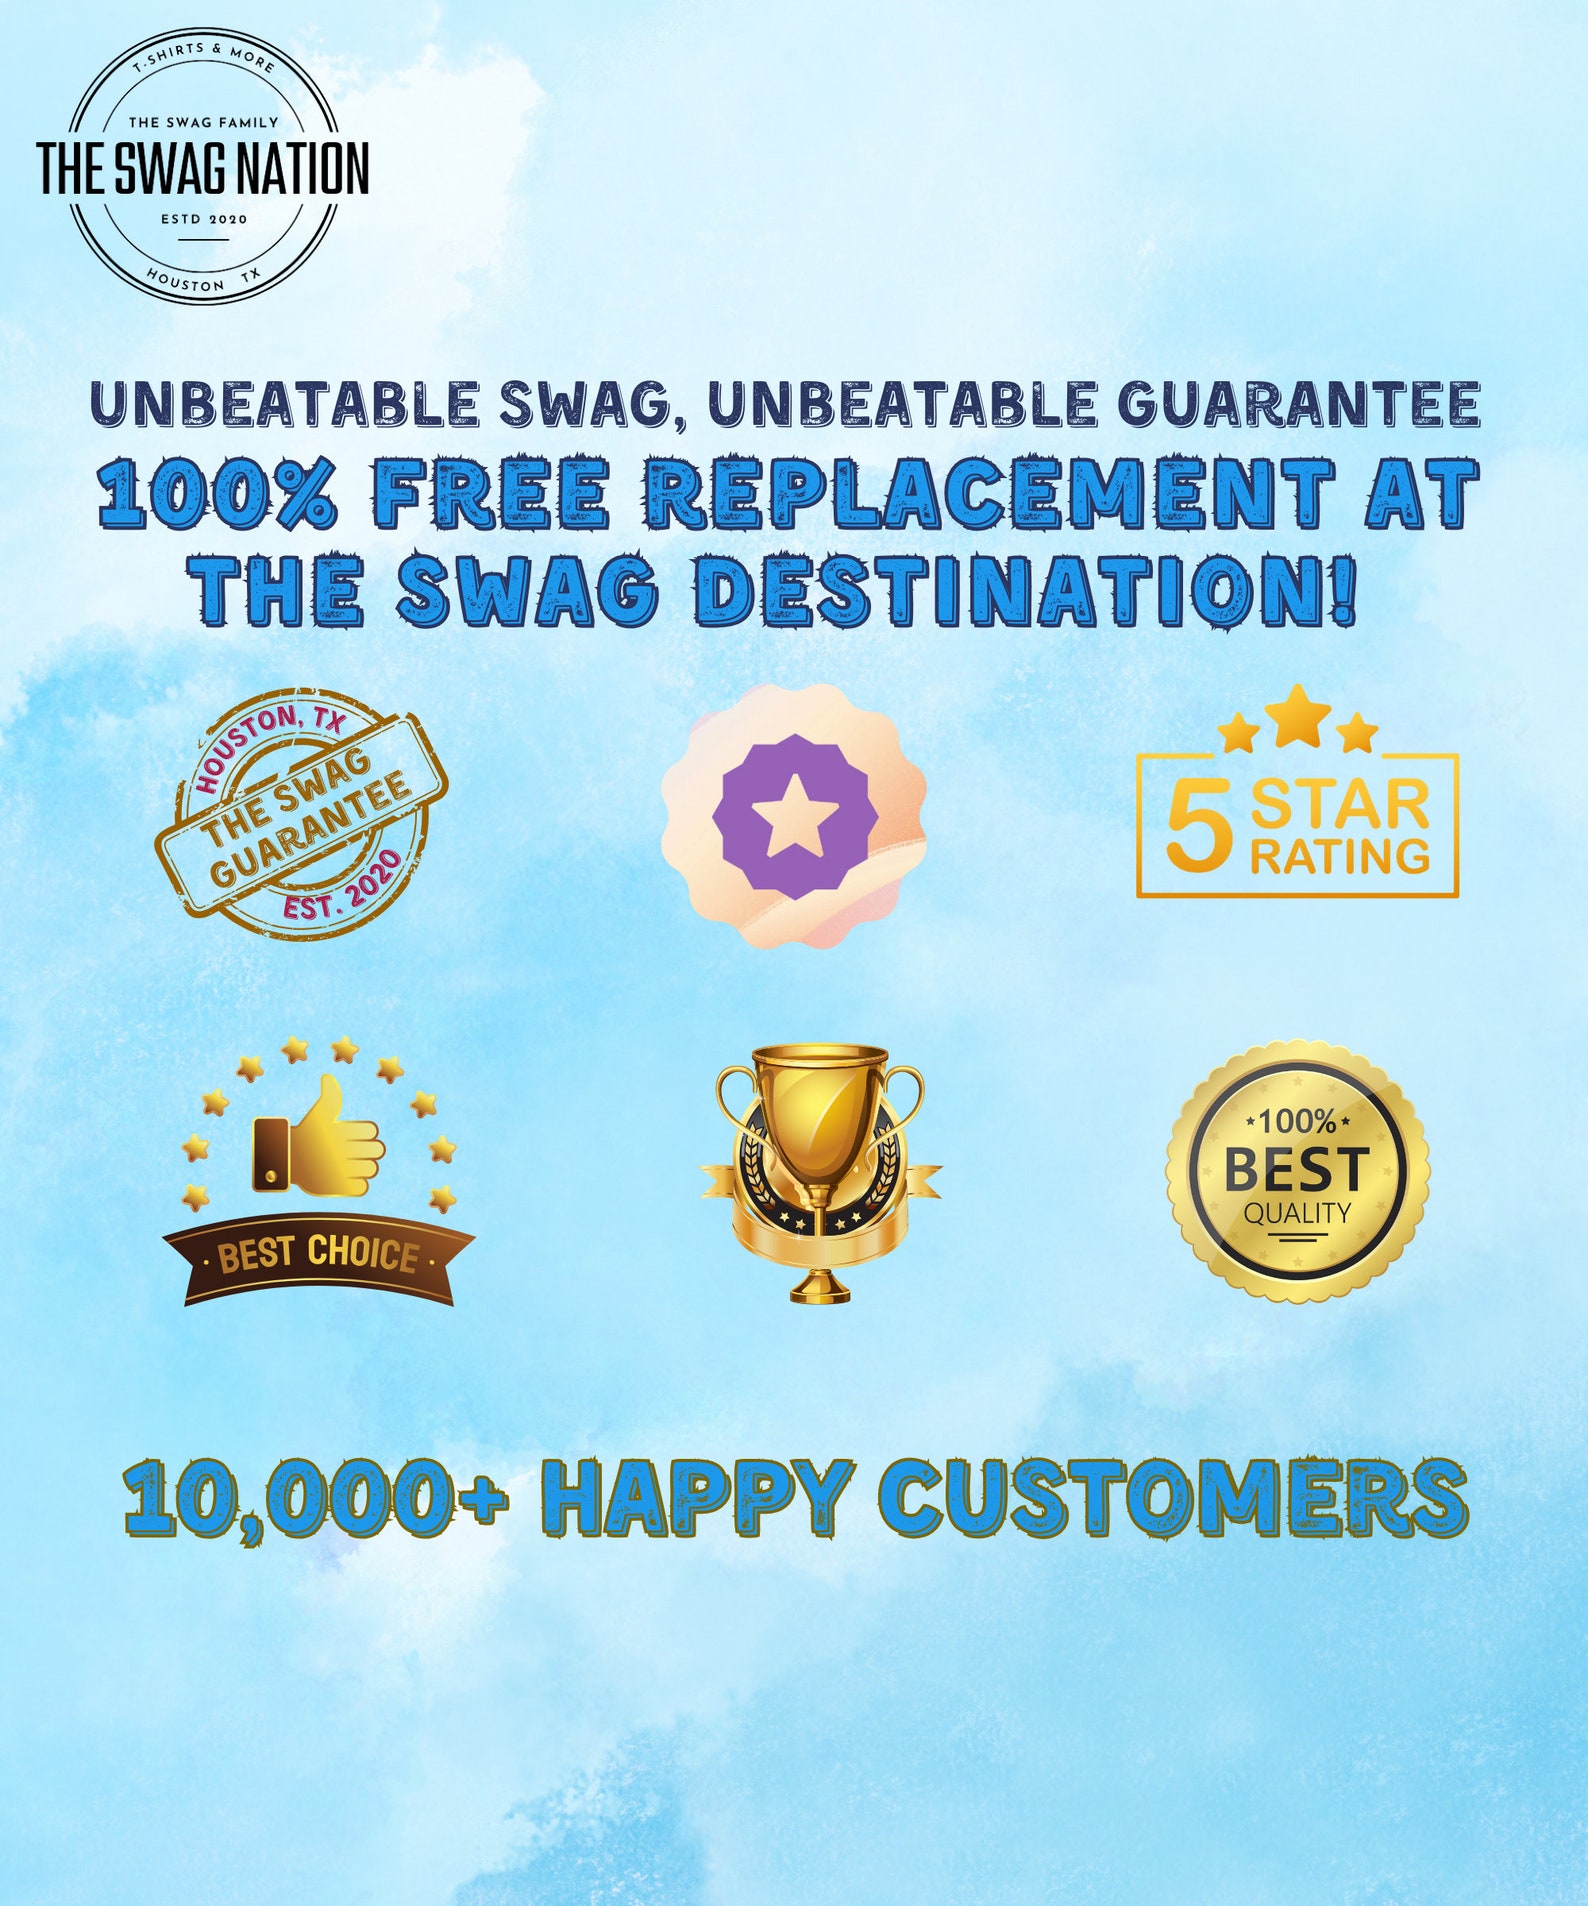 T-SHIRTS & MORE
THE SWAG FAMILY
THE SWAG NATION
ESTD 2020
HOUSTON TX
UNBEATABLE SWAG, UNBEATABLE GUARANTEE
100% FREE REPLACEMENT AT
THE SWAG DESTINATION!
HOUSTON, TX
THE SWAG
GUARANTEE
EST. 2020
5 STAR
RATING
· BEST CHOICE ·
100%
BEST
QUALITY
10,000+ HAPPY CUSTOMERS